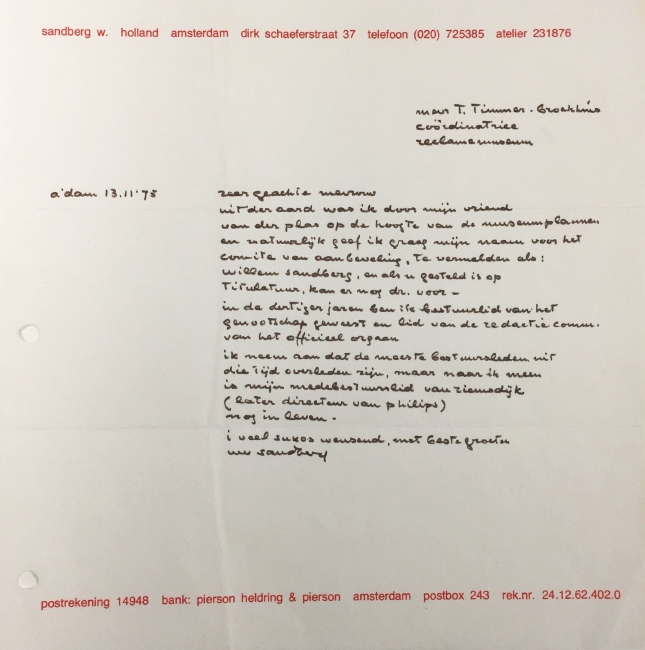 sandberg w. holland amsterdam dirk schaeferstraat 37 telefoon (020) 725385 atelier 231876
mevr T. Timmer - Broekhuis
coördinatrice
reclamemuseum
a'dam 13.11.'75
zeer geachte mevrouw
uit der aard was ik door mijn vriend
van der plas op de hoogte van de museumplannen
en natuurlijk geef ik graag mijn naam voor het
comite van aanbeveling, te vermelden als:
willem sandberg, en als u gesteld is op
titulatuur, kan er nog dr. voor –
in de dertiger jaren ben ik bestuurslid van het
genootschap geweest en lid van de redactie comm.
van het officieel orgaan
ik neem aan dat de meeste bestuursleden uit
die tijd overleden zijn, maar naar ik meen
is mijn medebestuurslid van riemsdijk
(later directeur van philips)
nog in leven.
veel sukses wensend, met beste groeten
uw sandberg
postrekening 14948 bank: pierson heldring & pierson amsterdam postbox 243 rek.nr. 24.12.62.402.0